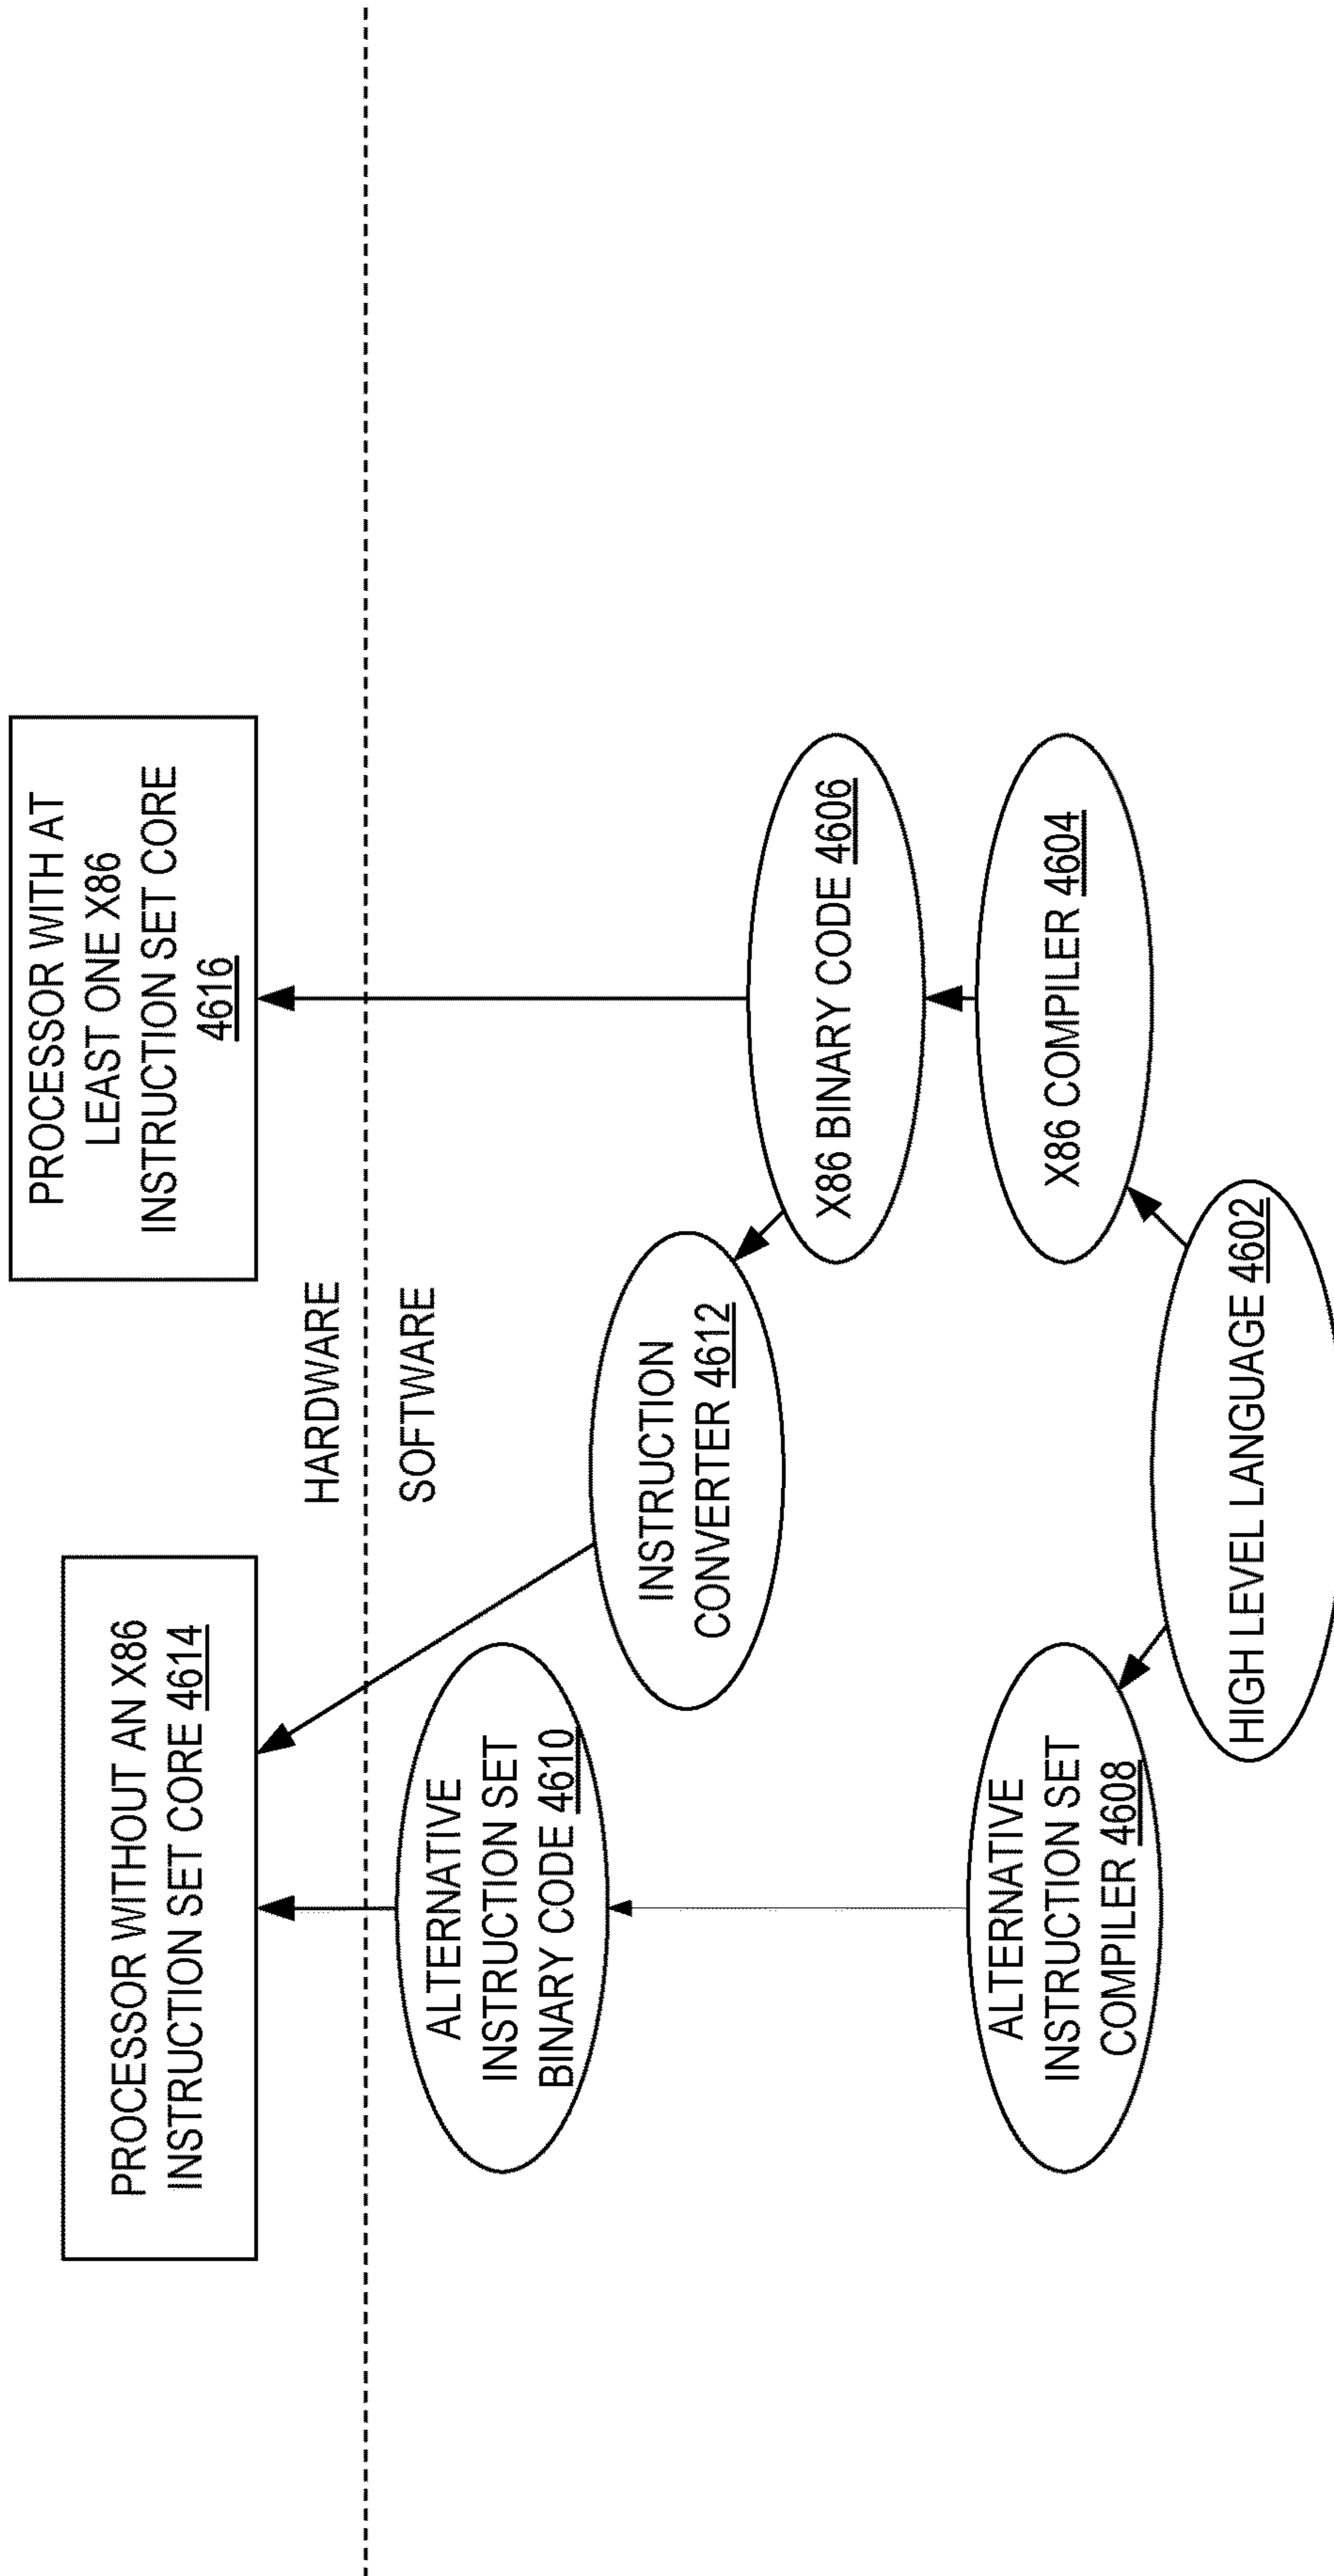 PROCESSOR WITHOUT AN X86
INSTRUCTION SET CORE 4614
PROCESSOR WITH AT
LEAST ONE X86
INSTRUCTION SET CORE
4616
HARDWARE
SOFTWARE
ALTERNATIVE
INSTRUCTION SET
BINARY CODE 4610
INSTRUCTION
CONVERTER 4612
X86 BINARY CODE 4606
ALTERNATIVE
INSTRUCTION SET
COMPILER 4608
X86 COMPILER 4604
HIGH LEVEL LANGUAGE 4602